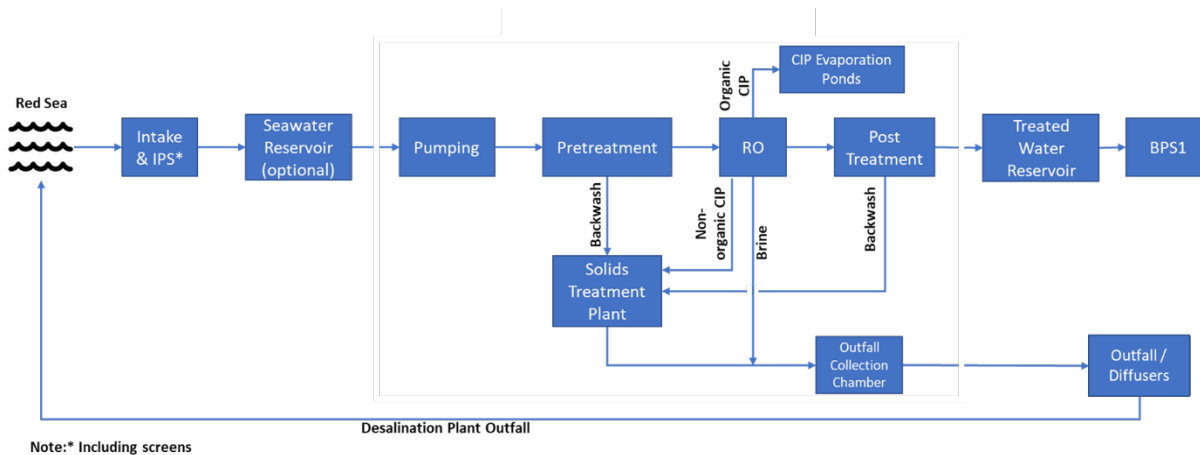 Red Sea
Intake
& IPS*
Seawater
Reservoir
(optional)
Pumping
Pretreatment
RO
Organic
CIP
CIP Evaporation
Ponds
Post
Treatment
Treated
Water
Reservoir
BPS1
Backwash
Non-
organic CIP
Brine
Backwash
Solids
Treatment
Plant
Outfall
Collection
Chamber
Outfall /
Diffusers
Desalination Plant Outfall
Note:* Including screens